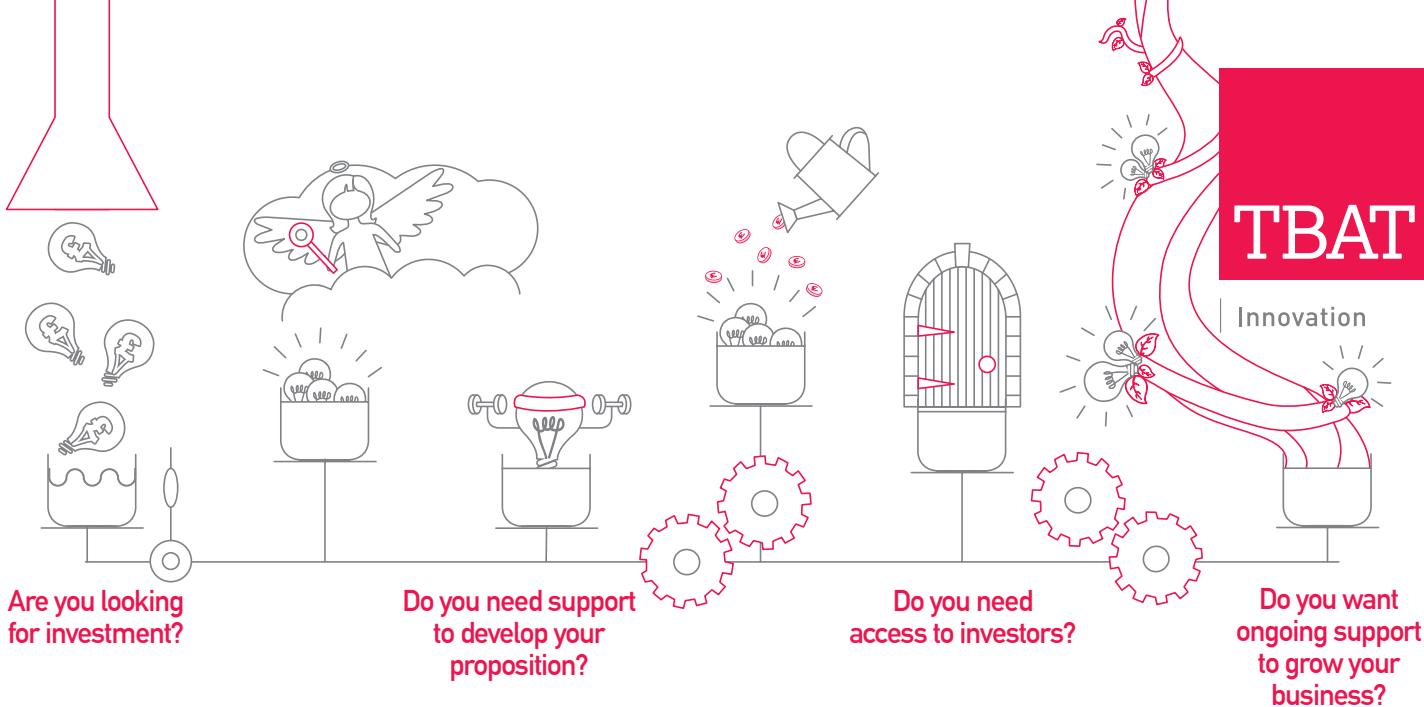 TBAT
Innovation
Are you looking
for investment?
Do you need support
to develop your
proposition?
Do you need
access to investors?
Do you want
ongoing support
to grow your
business?